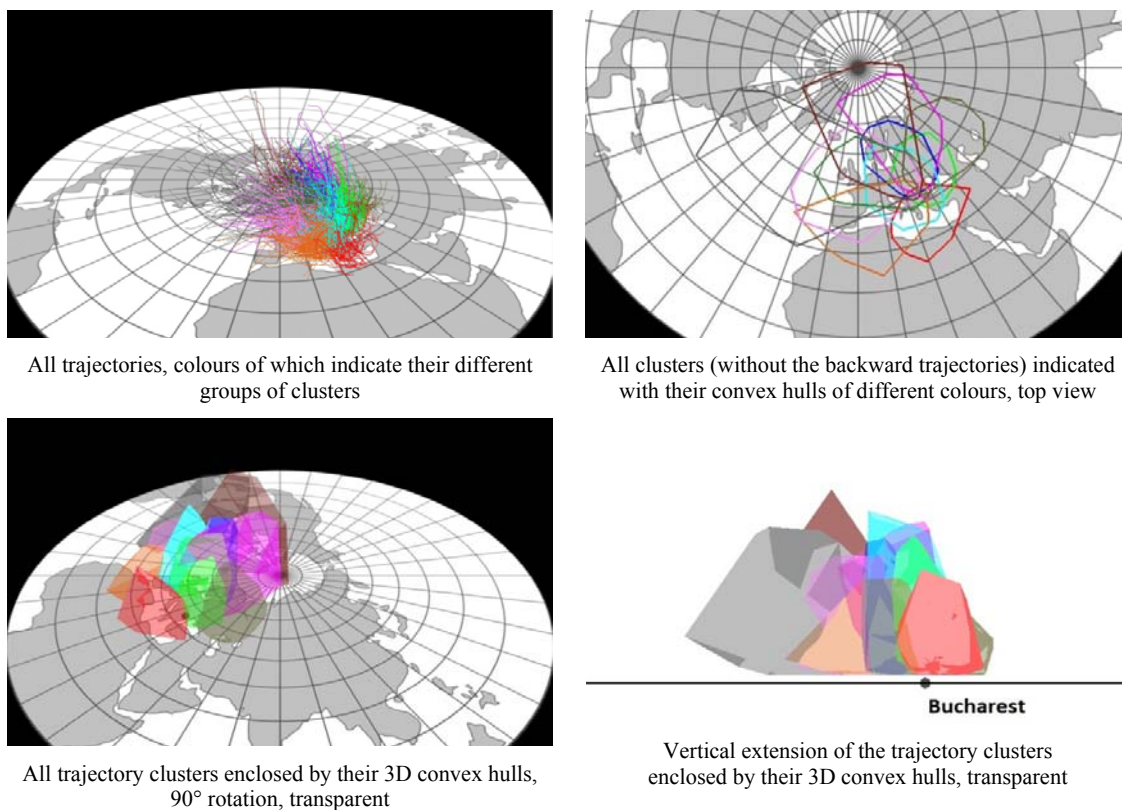 All trajectories, colours of which indicate their different
groups of clusters
All clusters (without the backward trajectories) indicated
with their convex hulls of different colours, top view
Bucharest
All trajectory clusters enclosed by their 3D convex hulls,
90° rotation, transparent
Vertical extension of the trajectory clusters
enclosed by their 3D convex hulls, transparent